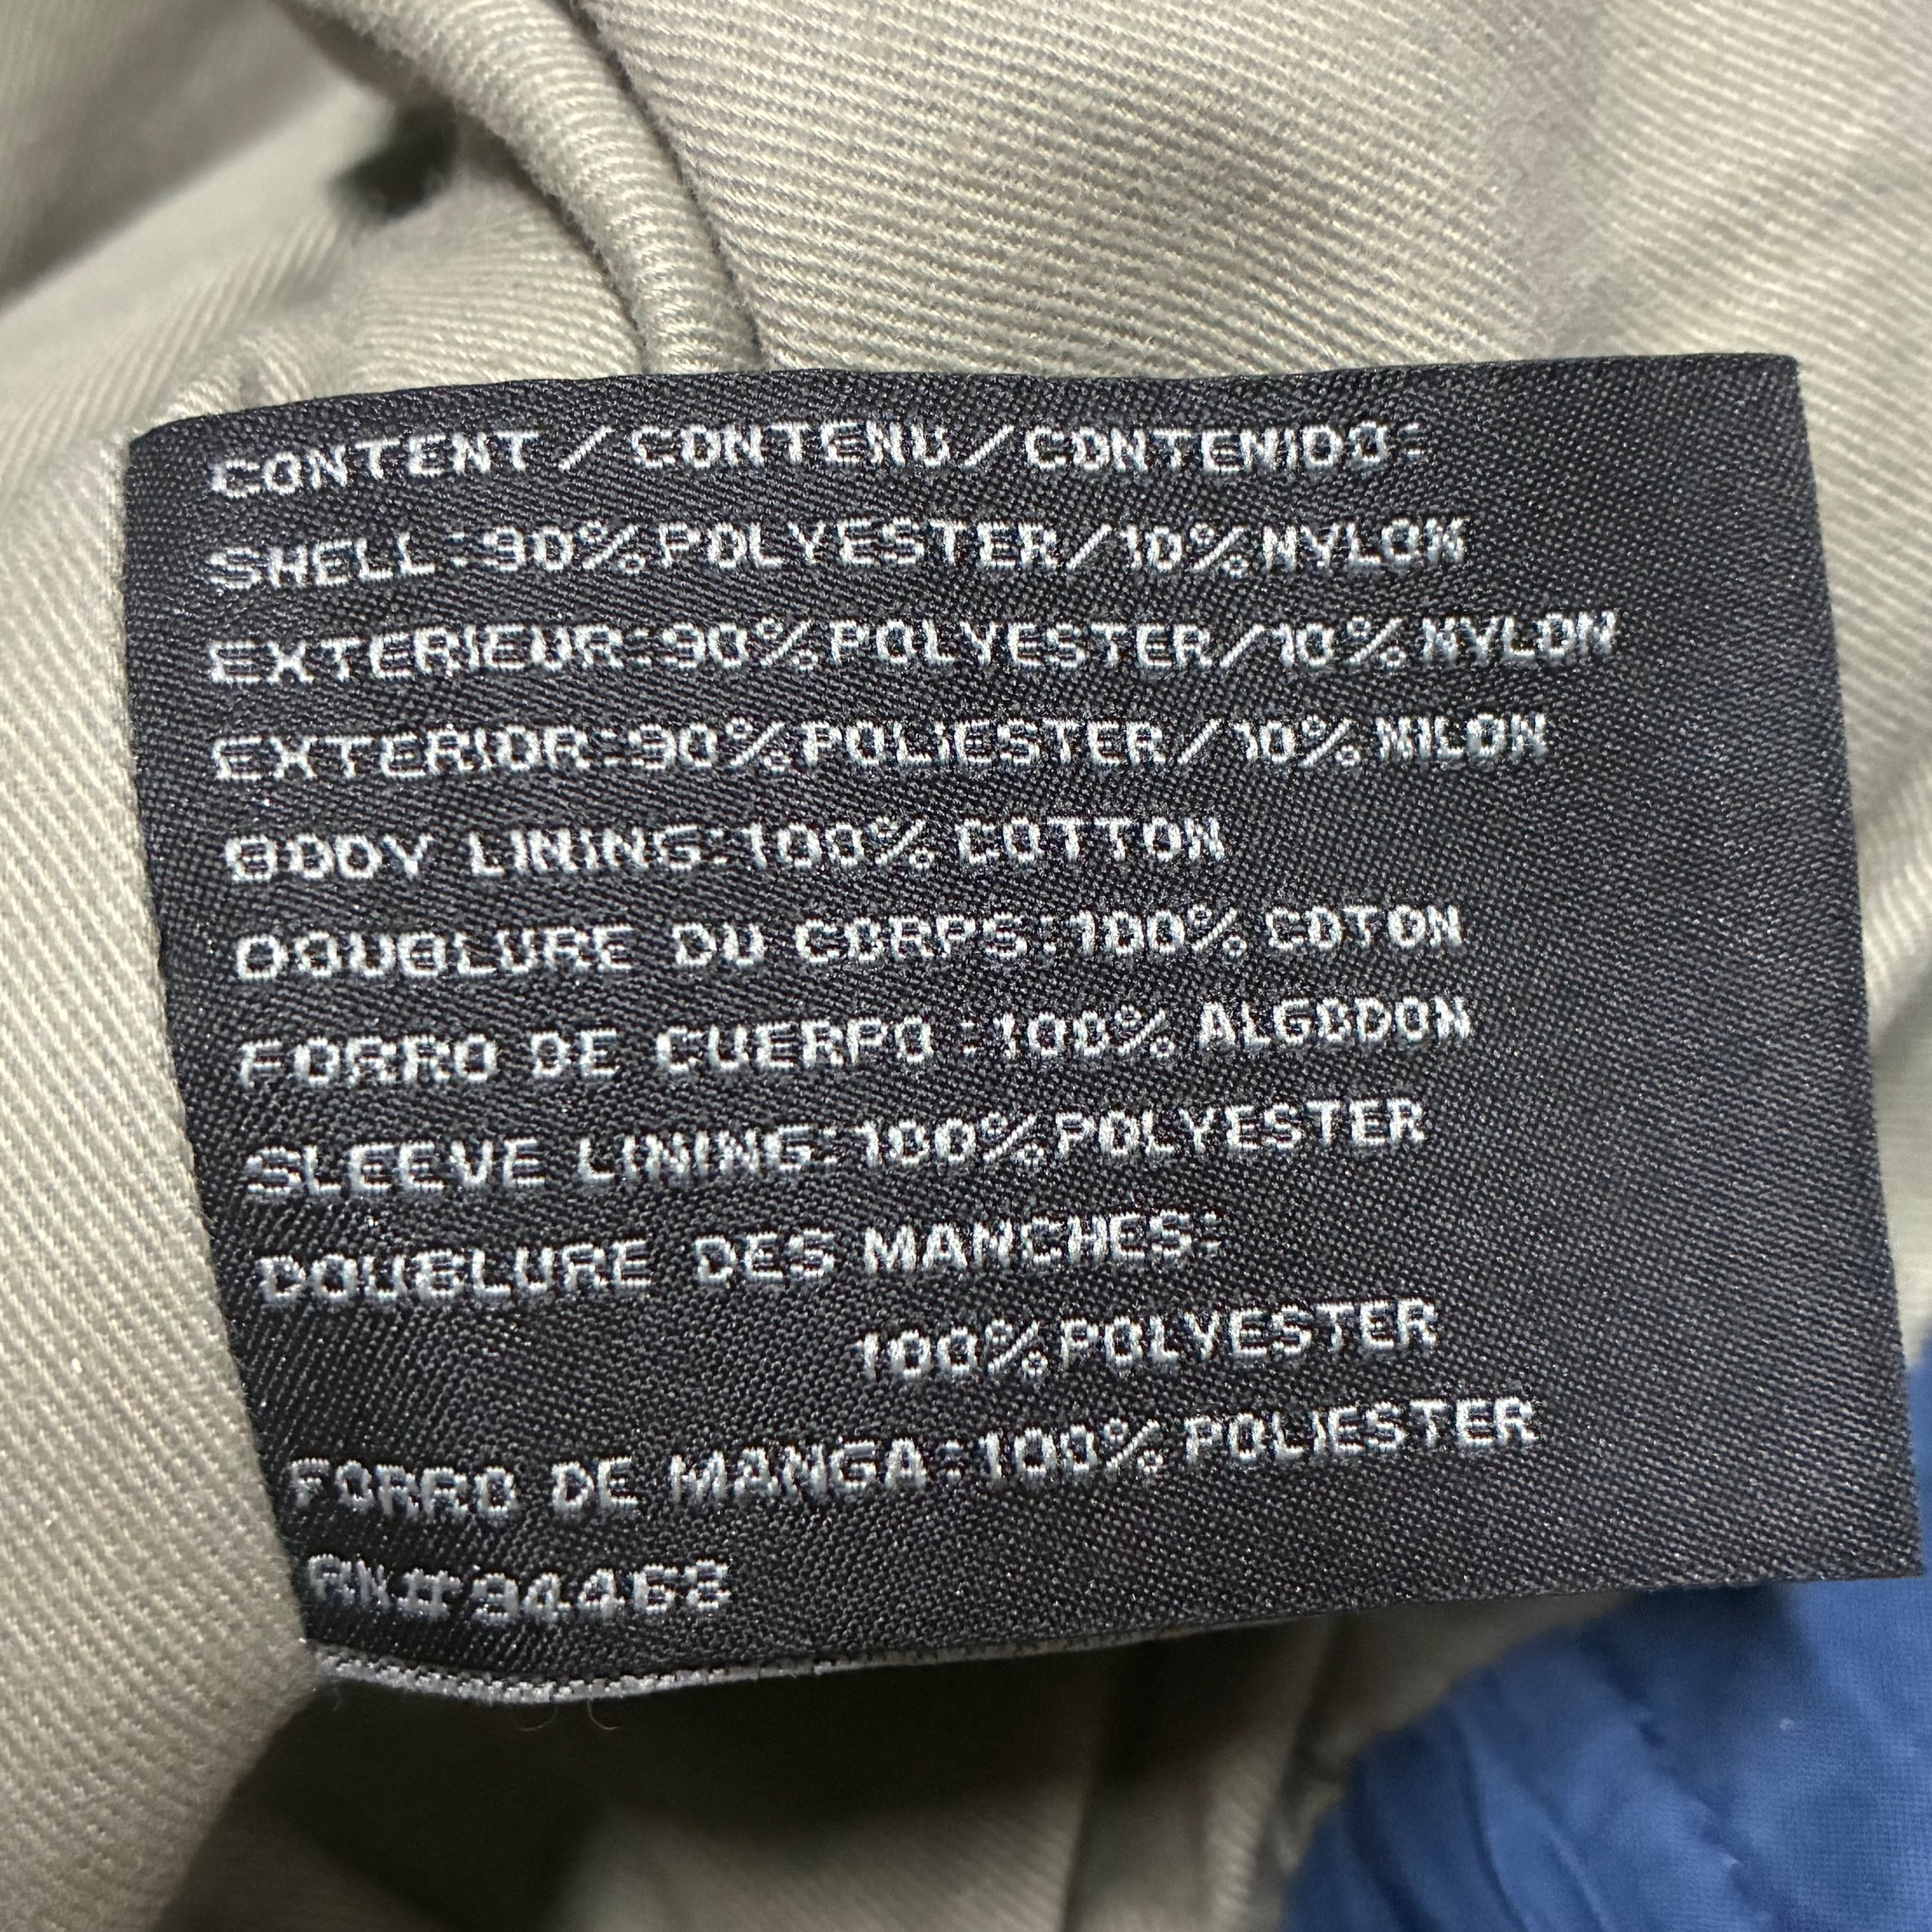 CONTENT/CONTENU/CONTENIDO:
SHELL:90%POLYESTER/10%NYLON
EXTERIEUR:90%POLYESTER/10%NYLON
EXTERIOR:90%POLIESTER/10%NILON
BODY LINING:100% COTTON
DOUBLURE DU CORPS:100% COTON
FORRO DE CUERPO :100% ALGODON
SLEEVE LINING:100%POLYESTER
DOUBLURE DES MANCHES:
100%POLYESTER
FORRO DE MANGA:100%POLIESTER
RN#94468